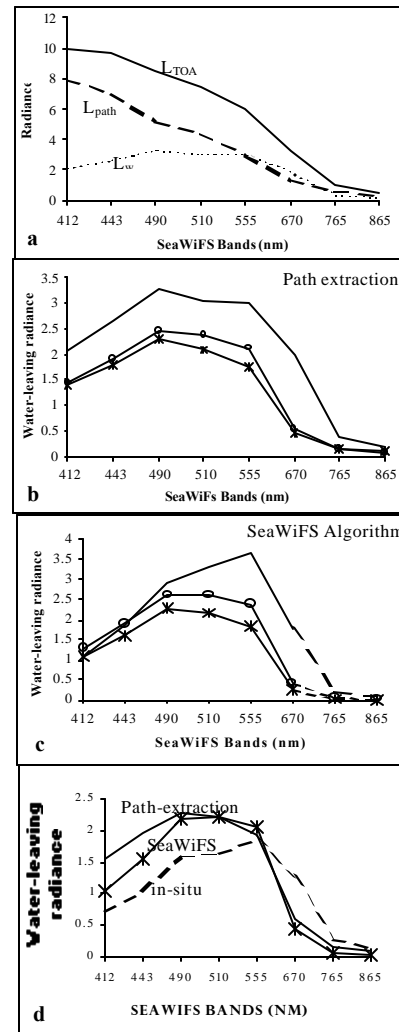 12
10
8
6
4
2
0
Radiance
L_TOA
L_path
L_w
412 443 490 510 555 670 765 865
a SeaWiFS Bands (nm)
Path extraction
3.5
3
2.5
2
1.5
1
0.5
0
Water-leaving radiance
412 443 490 510 555 670 765 865
SeaWiFs Bands (nm)
b
SeaWiFS Algorithm
4
3.5
3
2.5
2
1.5
1
0.5
0
Water-leaving radiance
412 443 490 510 555 670 765 865
c SeaWiFS Bands (nm)
2.5
2
1.5
1
0.5
0
Water-leaving
radiance
Path-extraction
SeaWiFS
in-situ
412 443 490 510 555 670 765 865
d SEAWIFS BANDS (NM)